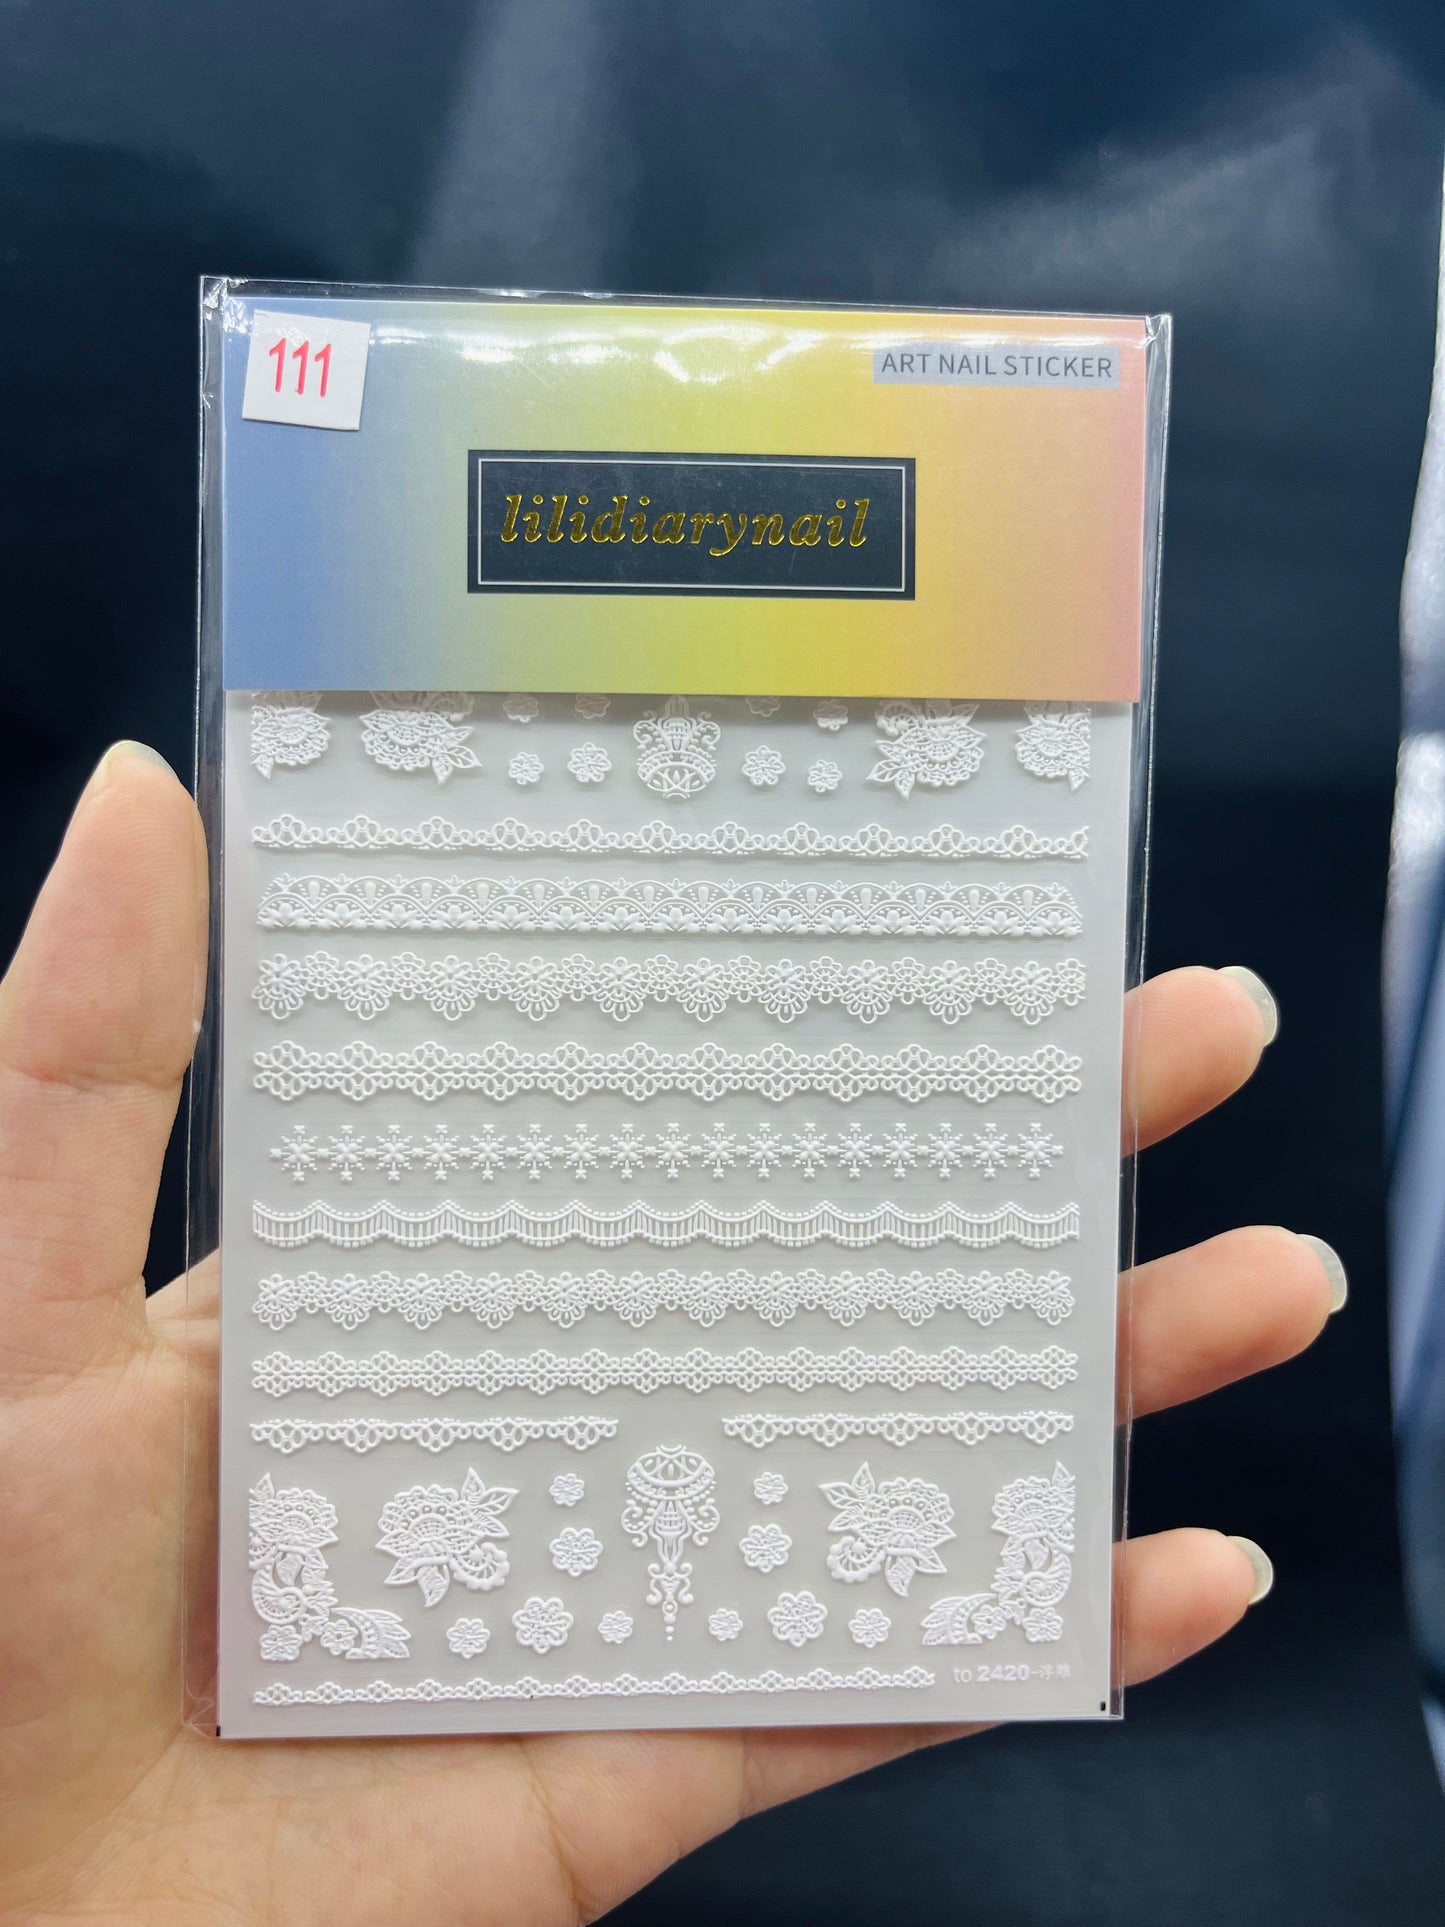 111
ART NAIL STICKER
lilidiarynail
to 2420-浮雕